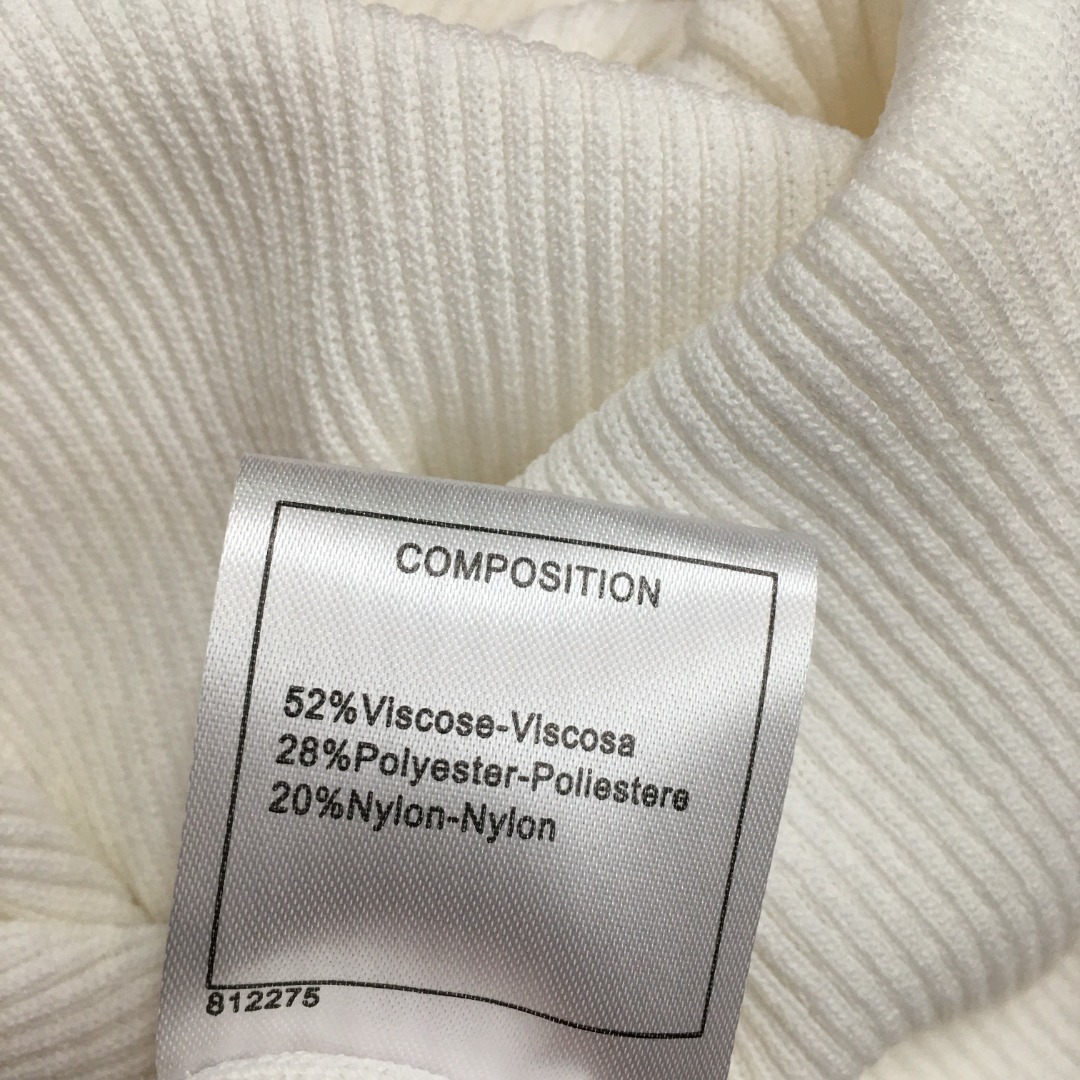 COMPOSITION
52%Viscose-Viscosa
28%Polyester-Poliestere
20%Nylon-Nylon
812275